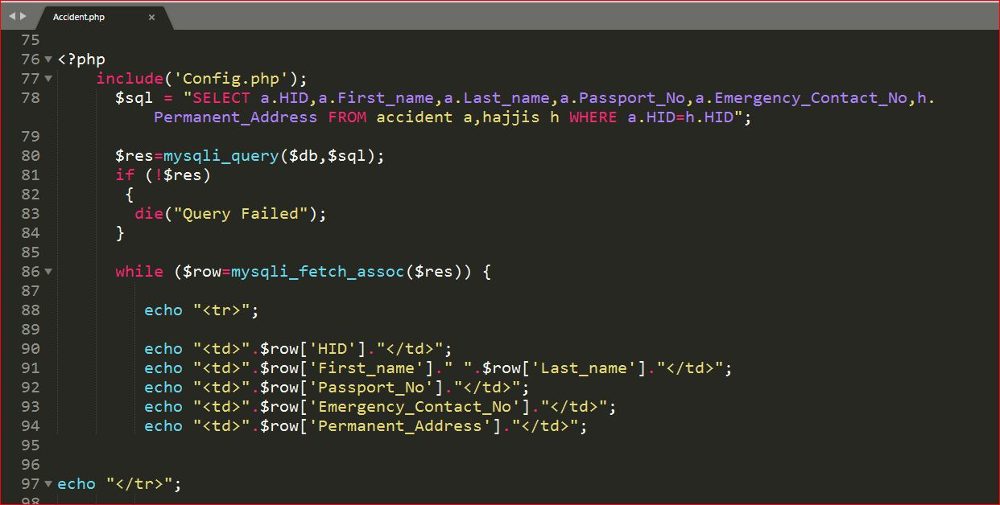 Accident.php ×
75
76 <?php
77 include('Config.php');
78 $sql = "SELECT a.HID,a.First_name,a.Last_name,a.Passport_No,a.Emergency_Contact_No,h.
Permanent_Address FROM accident a,hajjis h WHERE a.HID=h.HID";
79
80 $res=mysqli_query($db,$sql);
81 if (!$res)
82 {
83 die("Query Failed");
84 }
85
86 while ($row=mysqli_fetch_assoc($res)) {
87
88 echo "<tr>";
89
90 echo "<td>".$row['HID']."</td>";
91 echo "<td>".$row['First_name']." ".$row['Last_name']."</td>";
92 echo "<td>".$row['Passport_No']."</td>";
93 echo "<td>".$row['Emergency_Contact_No']."</td>";
94 echo "<td>".$row['Permanent_Address']."</td>";
95
96
97 echo "</tr>";
98